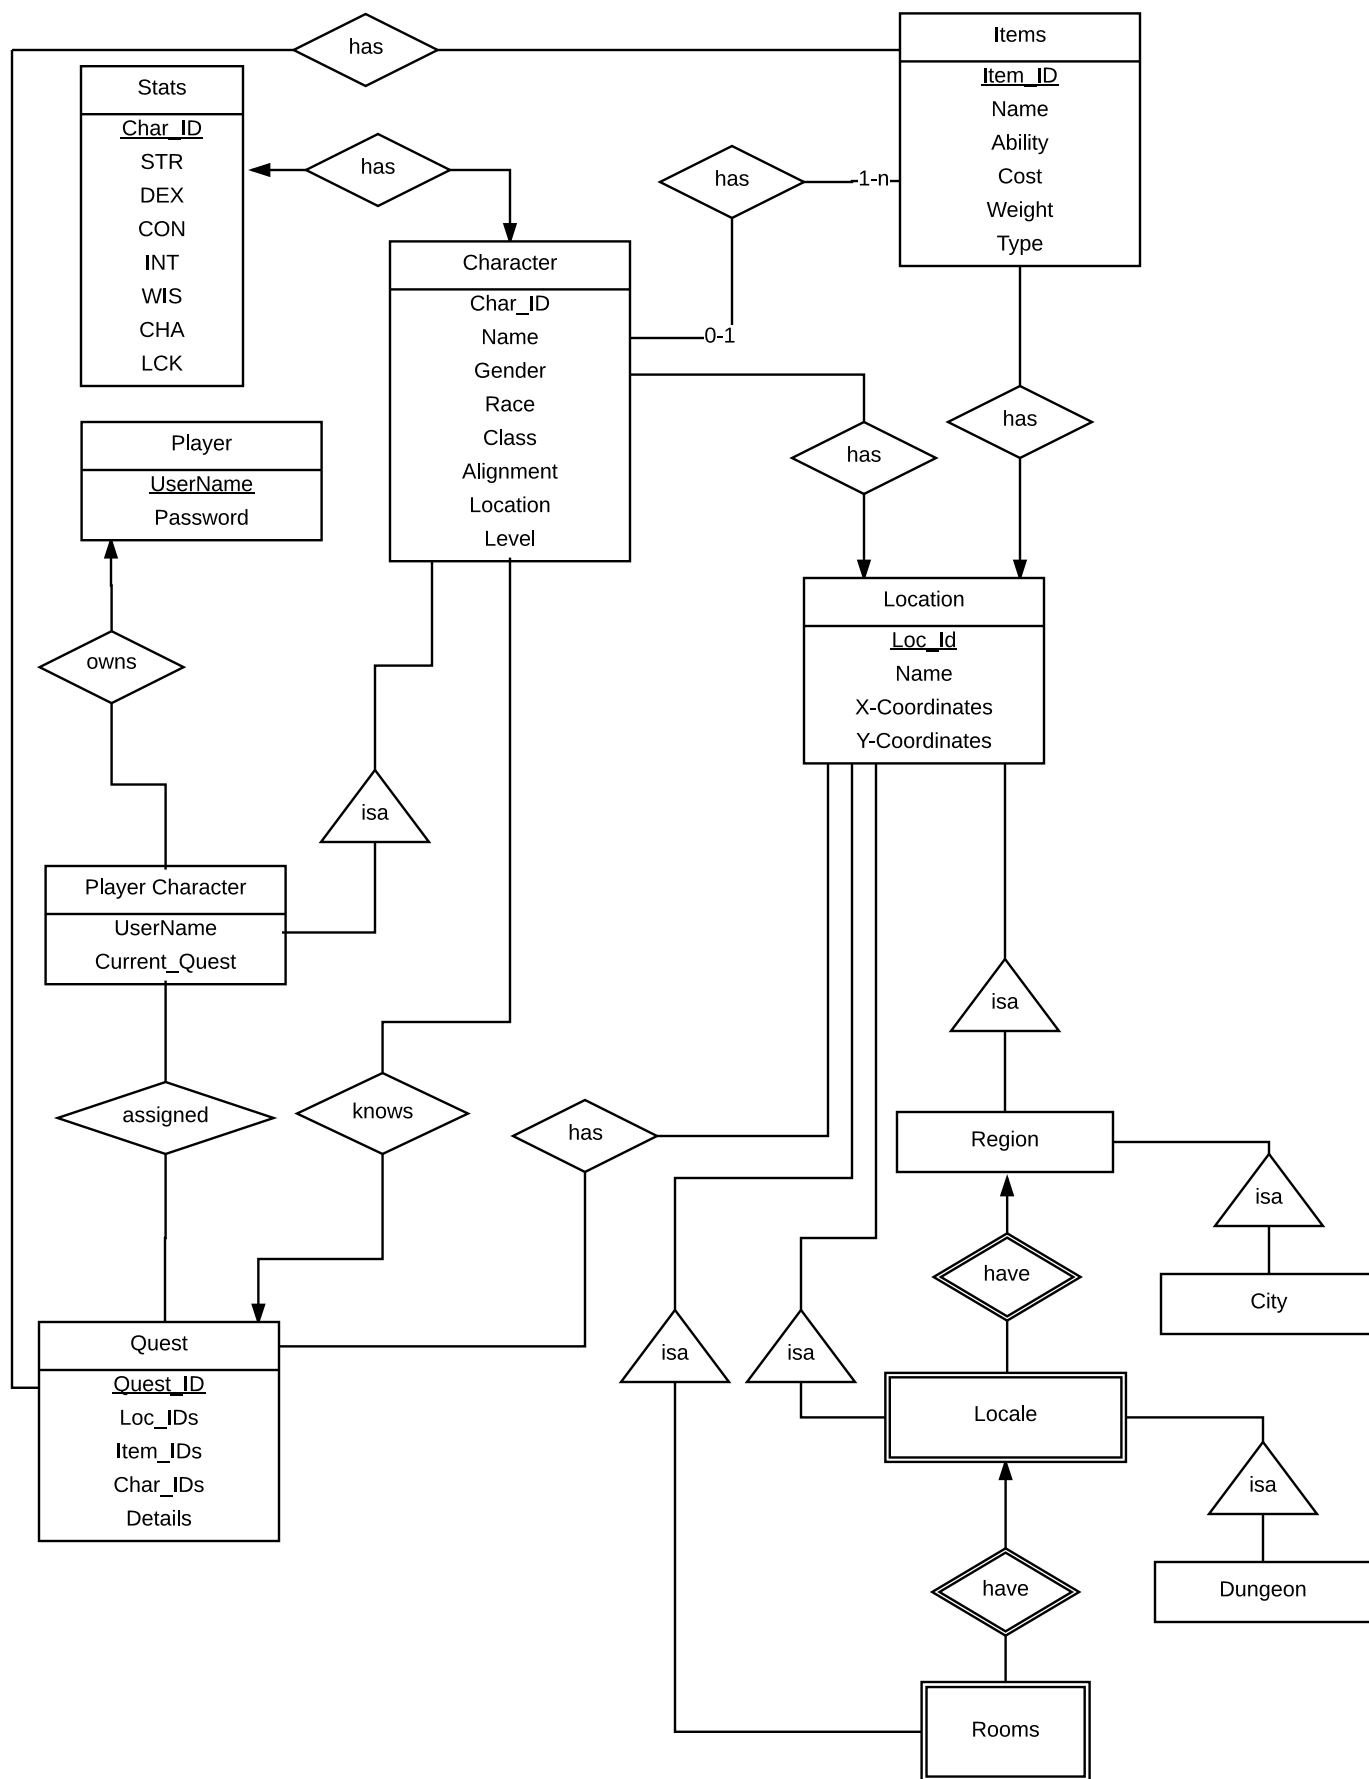 has
Items
Item_ID
Name
Ability
Cost
Weight
Type
Stats
Char_ID
STR
DEX
CON
INT
WIS
CHA
LCK
has
has
1-n
0-1
Character
Char_ID
Name
Gender
Race
Class
Alignment
Location
Level
has
has
Player
UserName
Password
owns
Location
Loc_Id
Name
X-Coordinates
Y-Coordinates
isa
Player Character
UserName
Current_Quest
isa
assigned
knows
has
Region
isa
City
have
Quest
Quest_ID
Loc_IDs
Item_IDs
Char_IDs
Details
isa
isa
Locale
isa
Dungeon
have
Rooms